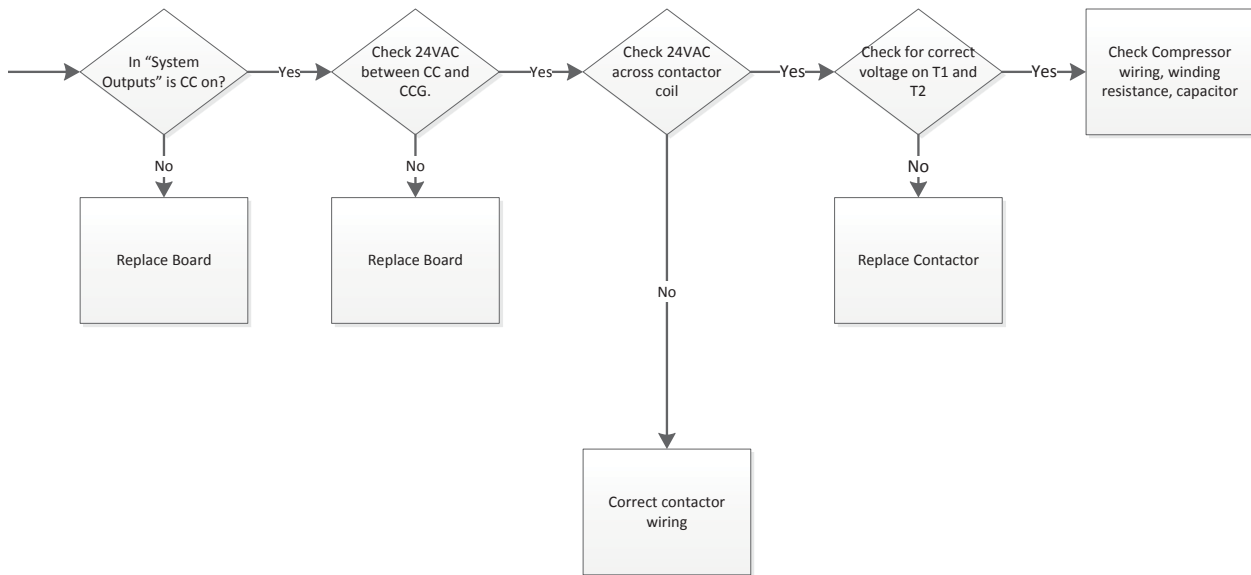 In “System
Outputs” is CC on?
Yes
Check 24VAC
between CC and
CCG.
Yes
Check 24VAC
across contactor
coil
Yes
Check for correct
voltage on T1 and
T2
Yes
Check Compressor
wiring, winding
resistance, capacitor
No
No
No
Replace Board
Replace Board
Replace Contactor
No
Correct contactor
wiring